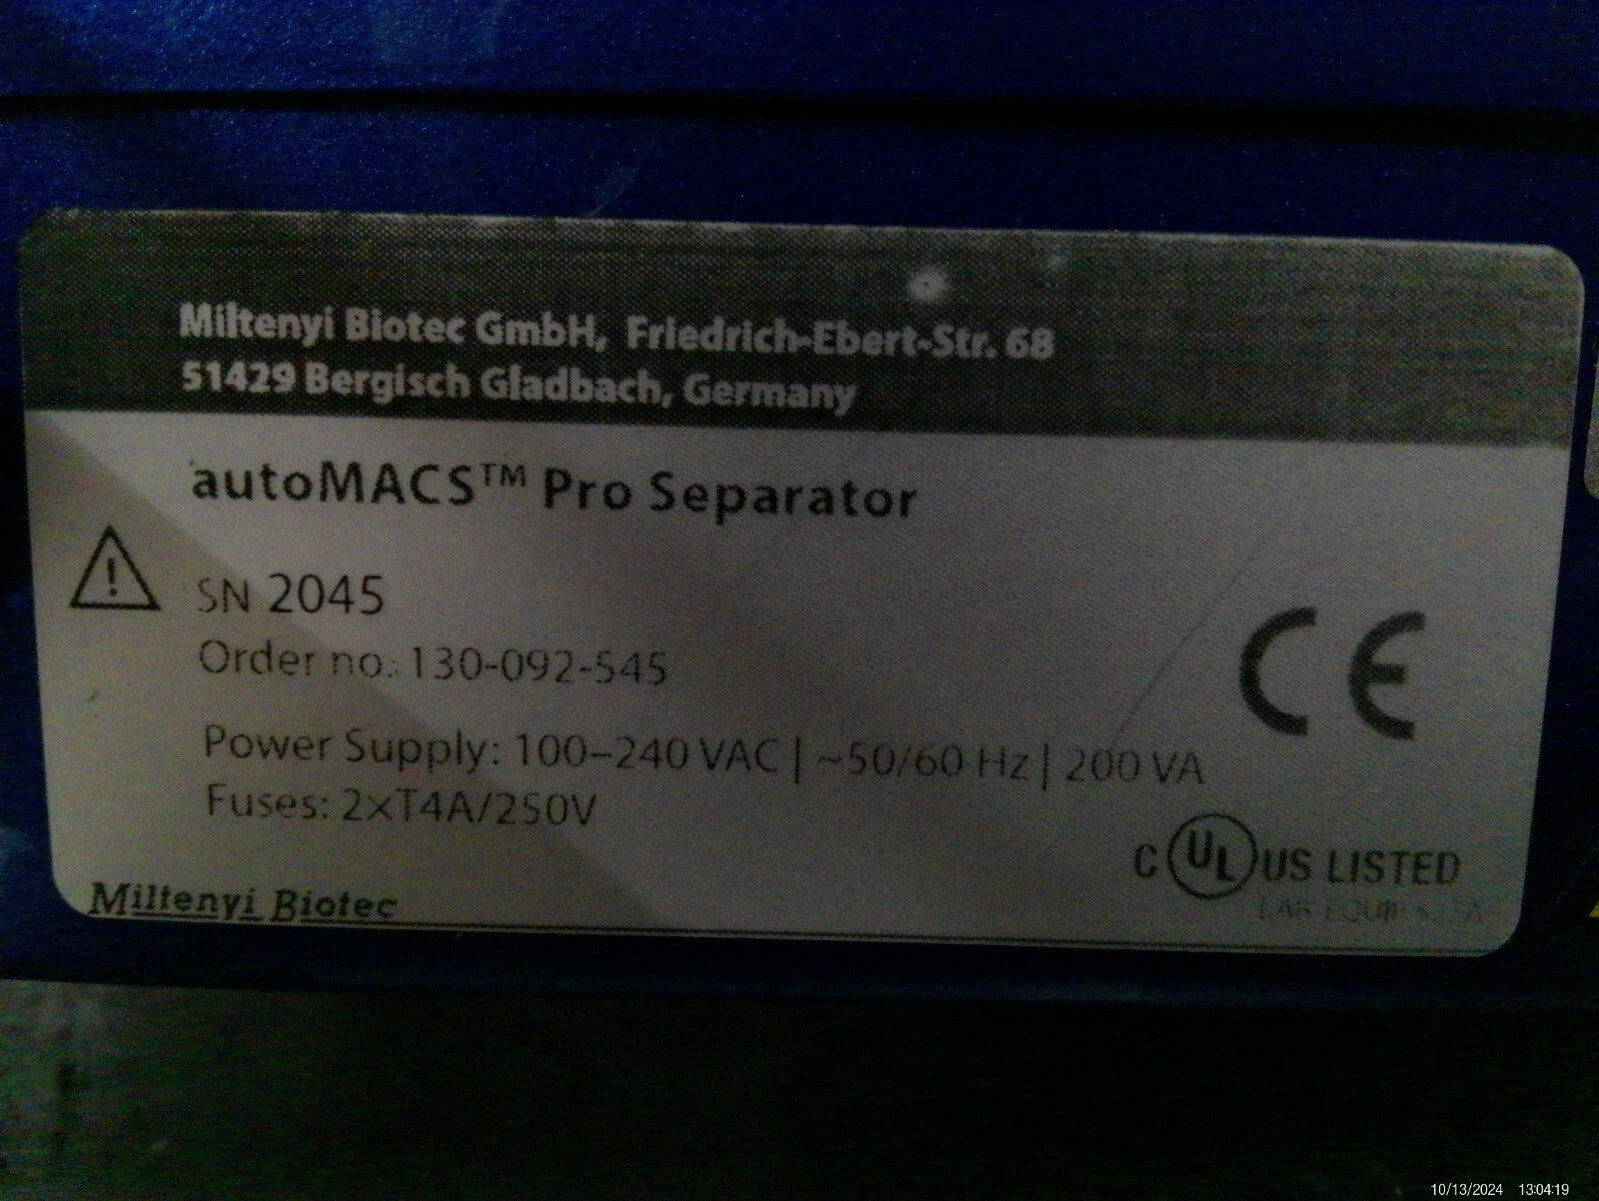 Miltenyi Biotec GmbH, Friedrich-Ebert-Str. 68
51429 Bergisch Gladbach, Germany
autoMACS™ Pro Separator
!
SN 2045
Order no.: 130-092-545
CE
Power Supply: 100–240 VAC | ~50/60 Hz | 200 VA
Fuses: 2xT4A/250V
C UL US LISTED
LAB EQUIP
Miltenyi Biotec
10/13/2024 13:04:19